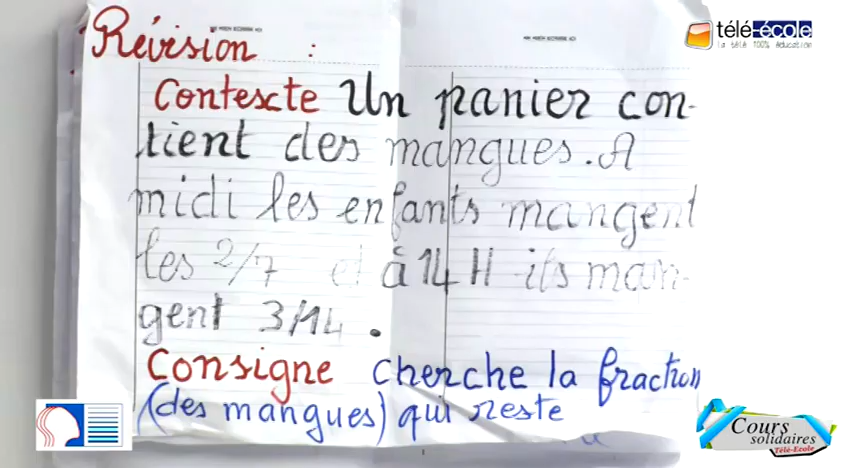 Révision :
télé-école
la télé 100% éducation
Contexte Un panier con-
tient des mangues. A
midi les enfants mangent
les 2/7 et à 14 H ils man-
gent 3/14.
Consigne cherche la fraction
(des mangues) qui reste
Cours
solidaires
Télé-Ecole